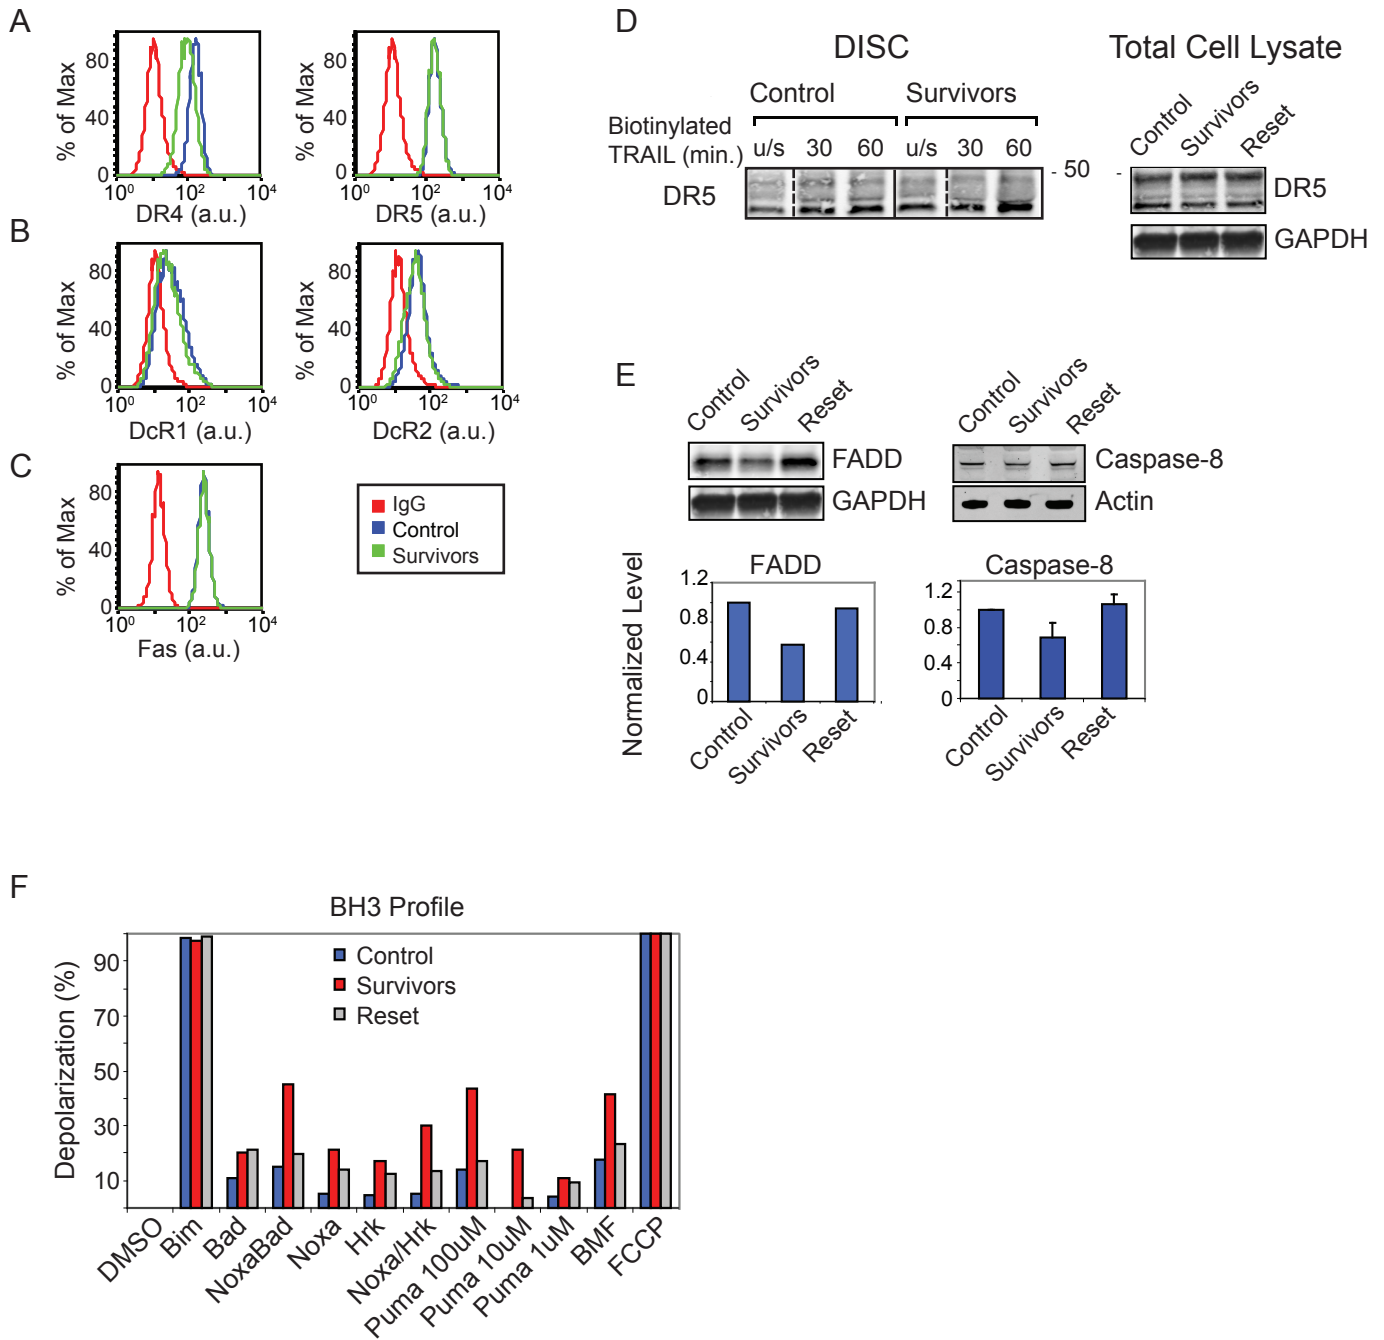 A
% of Max
80
40
0
10⁰ 10² 10⁴
DR4 (a.u.)
% of Max
80
40
0
10⁰ 10² 10⁴
DR5 (a.u.)
B
% of Max
80
40
0
10⁰ 10² 10⁴
DcR1 (a.u.)
% of Max
80
40
0
10⁰ 10² 10⁴
DcR2 (a.u.)
C
% of Max
80
40
0
10⁰ 10² 10⁴
Fas (a.u.)
IgG
Control
Survivors
D
DISC
Control Survivors
Biotinylated
TRAIL (min.) u/s 30 60 u/s 30 60
DR5
- 50 -
Total Cell Lysate
Control Survivors Reset
DR5
GAPDH
E
Control Survivors Reset
FADD
GAPDH
Control Survivors Reset
Caspase-8
Actin
FADD
Normalized Level
1.2
0.8
0.4
0
Control Survivors Reset
Caspase-8
1.2
0.8
0.4
0
Control Survivors Reset
F
BH3 Profile
Control
Survivors
Reset
Depolarization (%)
90
70
50
30
10
DMSO Bim Bad NoxaBad Noxa Hrk Noxa/Hrk Puma 100uM Puma 10uM Puma 1uM BMF FCCP